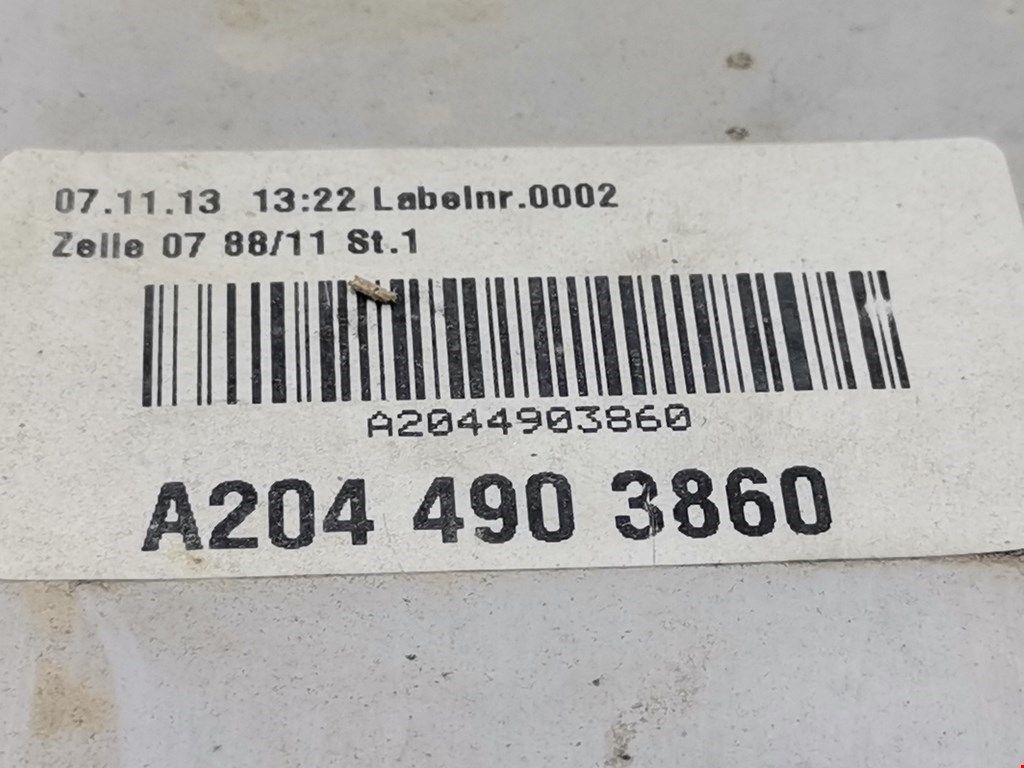 07.11.13 13:22 Labelnr.0002
Zelle 07 88/11 St.1
A2044903860
A204 490 3860